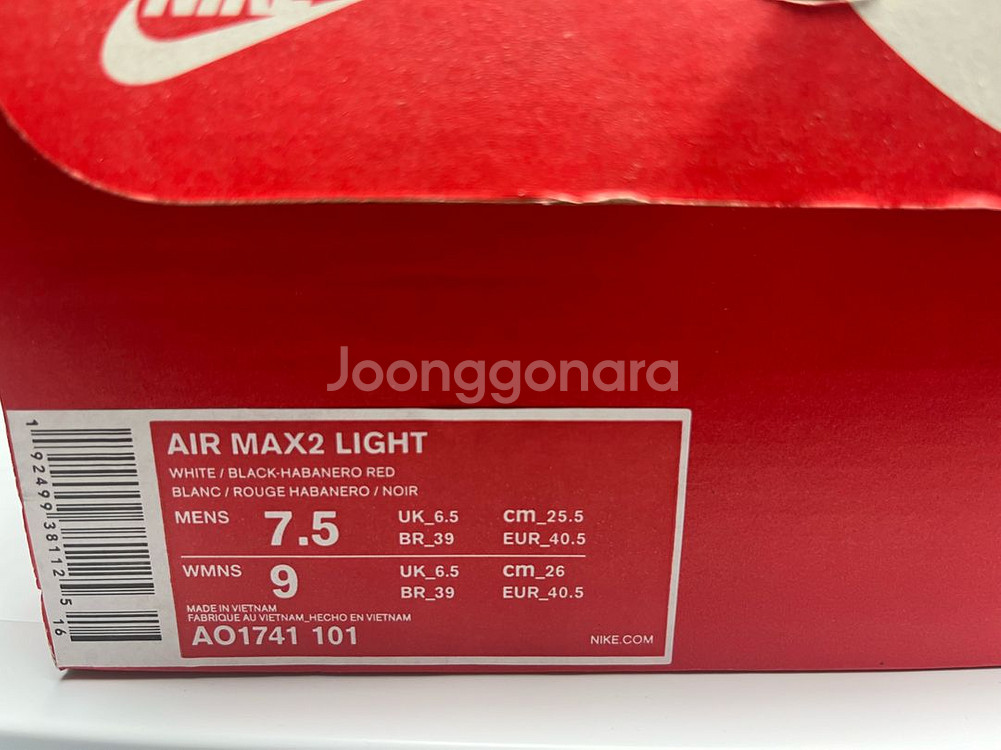 NIKE
Joonggonara
AIR MAX2 LIGHT
WHITE / BLACK-HABANERO RED
BLANC / ROUGE HABANERO / NOIR
MENS 7.5 UK_6.5 cm_25.5
BR_39 EUR_40.5
WMNS 9 UK_6.5 cm_26
BR_39 EUR_40.5
MADE IN VIETNAM
FABRIQUE AU VIETNAM_HECHO EN VIETNAM
AO1741 101
NIKE.COM
1 92499 38112 5 16